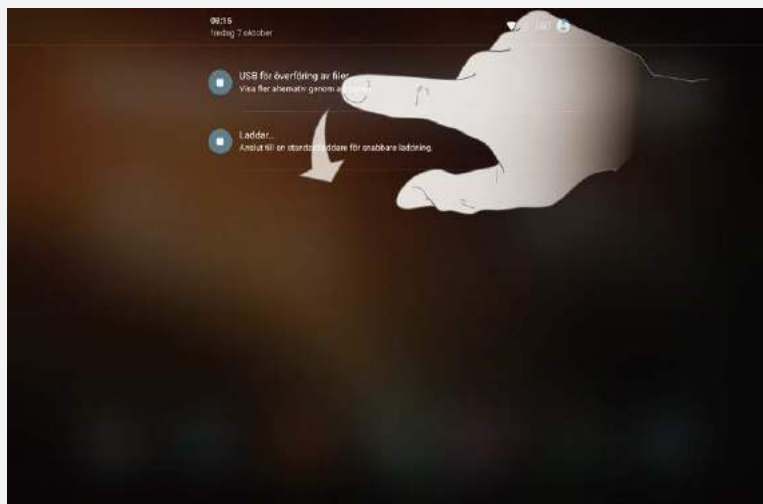 08:15
fredag 7 oktober
USB för överföring av filer
Visa fler alternativ genom
Laddar...
Anslut till en standardladdare för snabbare laddning.